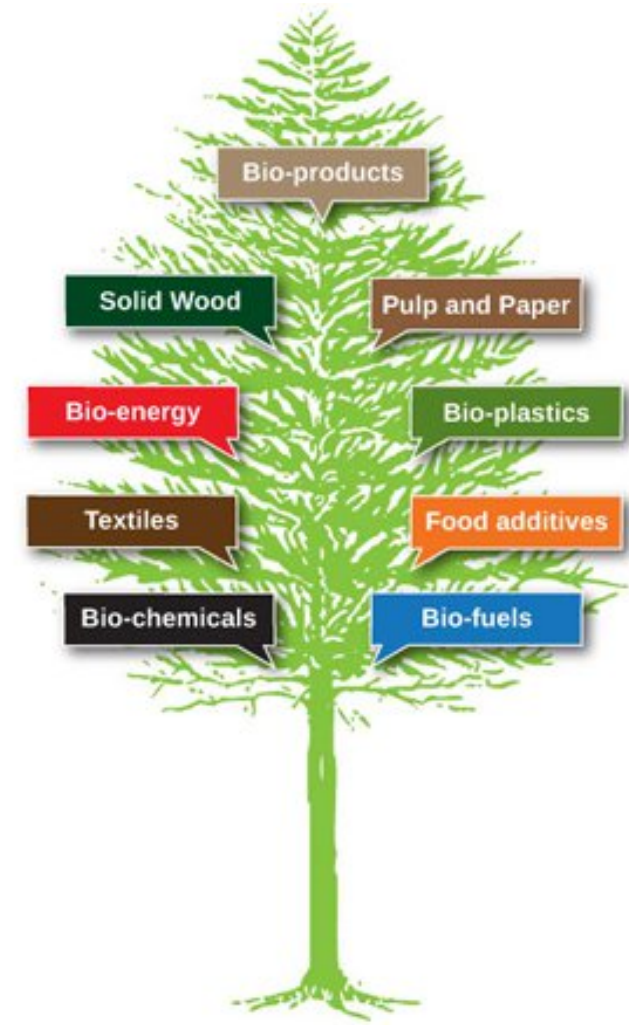 Bio-products
Solid Wood
Pulp and Paper
Bio-energy
Bio-plastics
Textiles
Food additives
Bio-chemicals
Bio-fuels